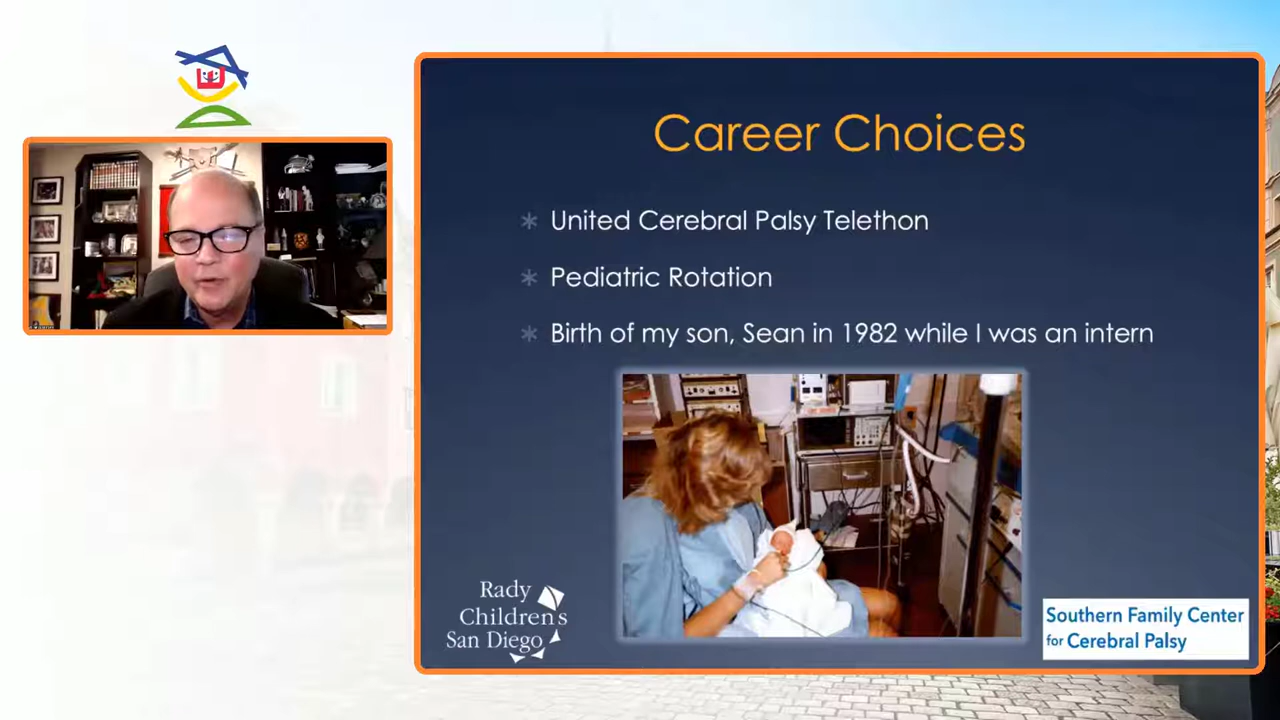 Career Choices
United Cerebral Palsy Telethon
Pediatric Rotation
Birth of my son, Sean in 1982 while I was an intern
Rady
Children's
San Diego
Southern Family Center
for Cerebral Palsy